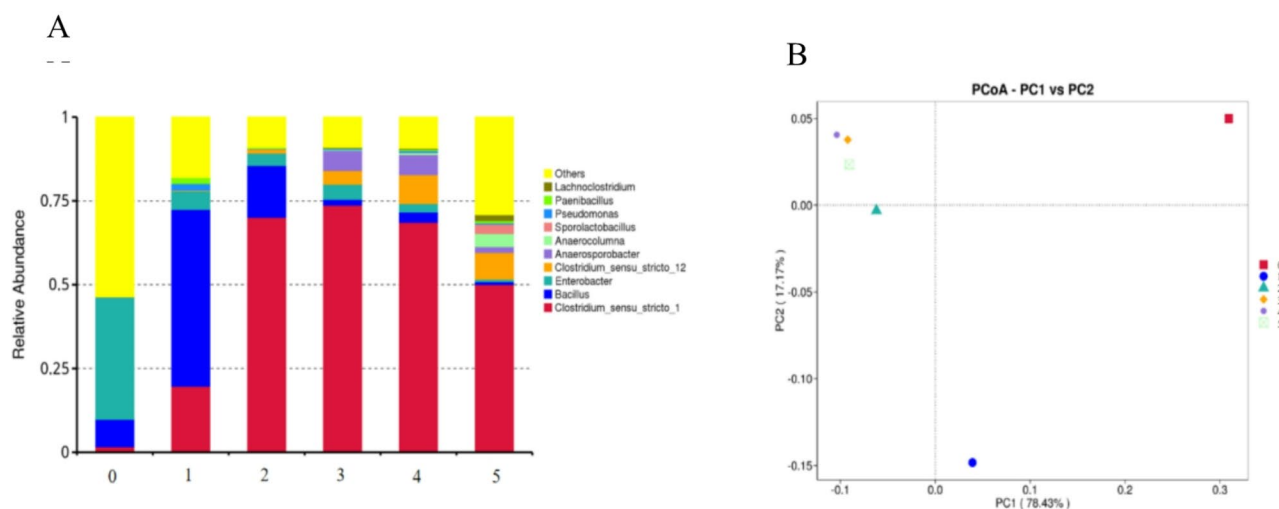 A
B
PCoA - PC1 vs PC2
1
0.75
0.5
0.25
0
Relative Abundance
0 1 2 3 4 5
Others
Lachnoclostridium
Paenibacillus
Pseudomonas
Sporolactobacillus
Anaerocolumna
Anaerosporobacter
Clostridium_sensu_stricto_12
Enterobacter
Bacillus
Clostridium_sensu_stricto_1
0.05
0.00
-0.05
-0.10
-0.15
PC2 ( 17.17%)
-0.1 0.0 0.1 0.2 0.3
PC1 ( 78.43%)